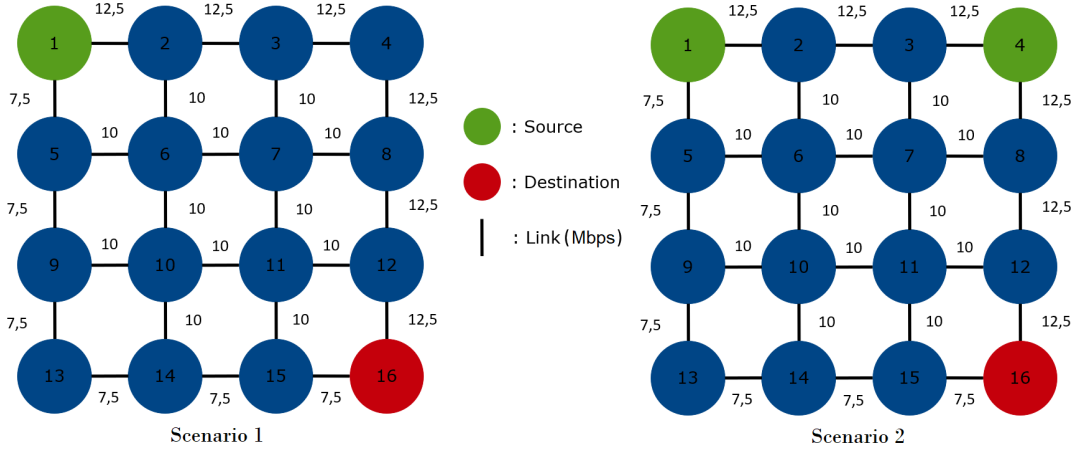 12,5 12,5 12,5
1 2 3 4
7,5 10 10 12,5
10 10 10
5 6 7 8
7,5 10 10 12,5
10 10 10
9 10 11 12
7,5 10 10 12,5
13 14 15 16
7,5 7,5 7,5
Scenario 1
: Source
: Destination
: Link (Mbps)
12,5 12,5 12,5
1 2 3 4
7,5 10 10 12,5
10 10 10
5 6 7 8
7,5 10 10 12,5
10 10 10
9 10 11 12
7,5 10 10 12,5
13 14 15 16
7,5 7,5 7,5
Scenario 2